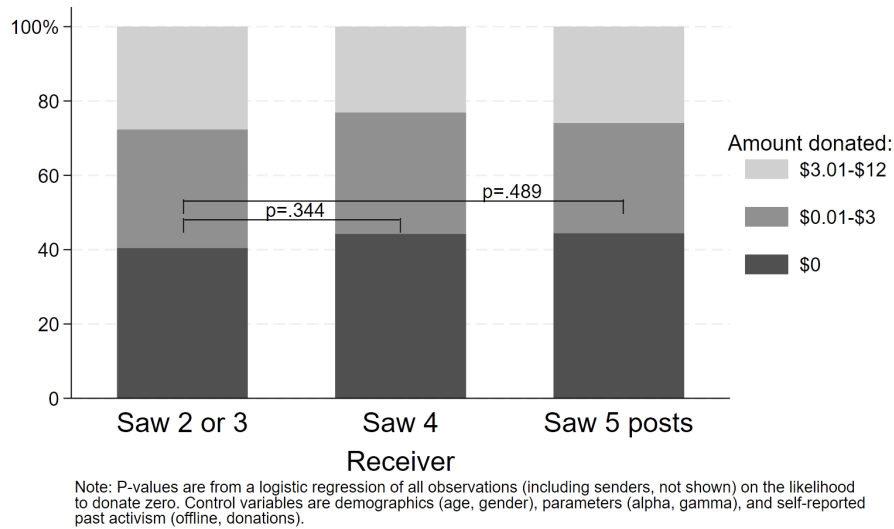 100%
80
60
40
20
0
p=.489
p=.344
Amount donated:
$3.01-$12
$0.01-$3
$0
Saw 2 or 3
Saw 4
Saw 5 posts
Receiver
Note: P-values are from a logistic regression of all observations (including senders, not shown) on the likelihood
to donate zero. Control variables are demographics (age, gender), parameters (alpha, gamma), and self-reported
past activism (offline, donations).